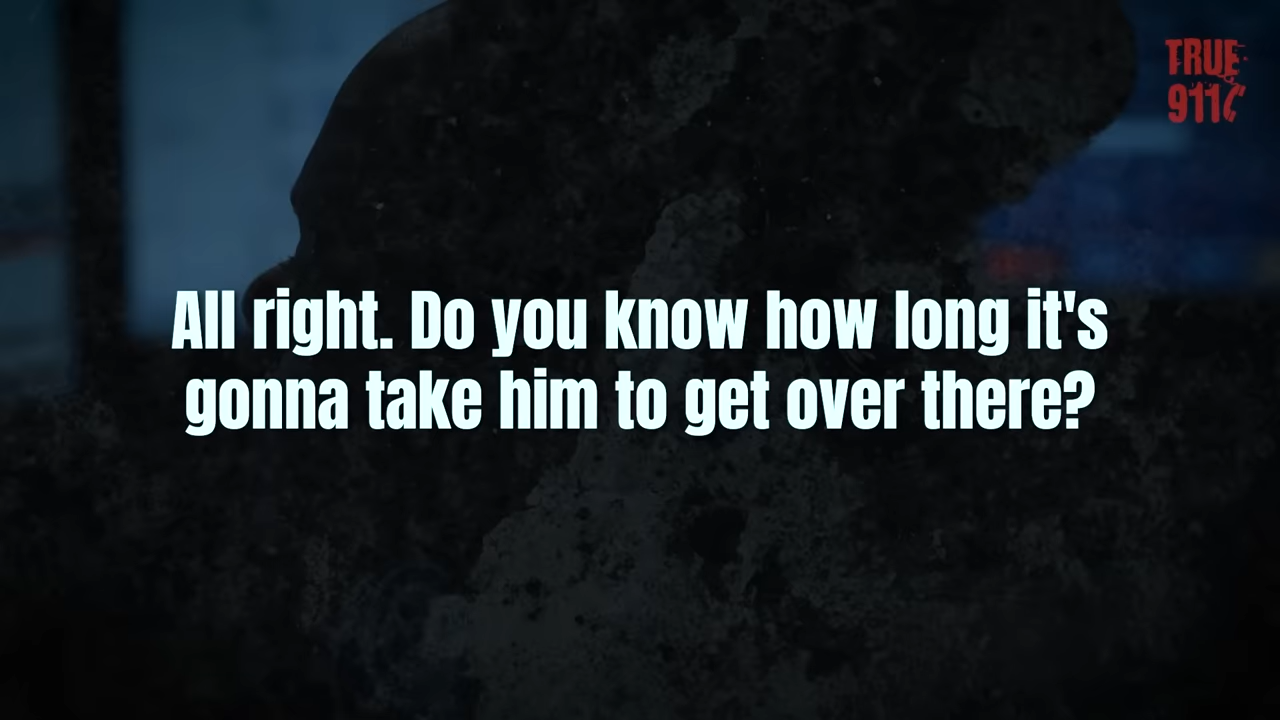 TRUE
911
All right. Do you know how long it's
gonna take him to get over there?